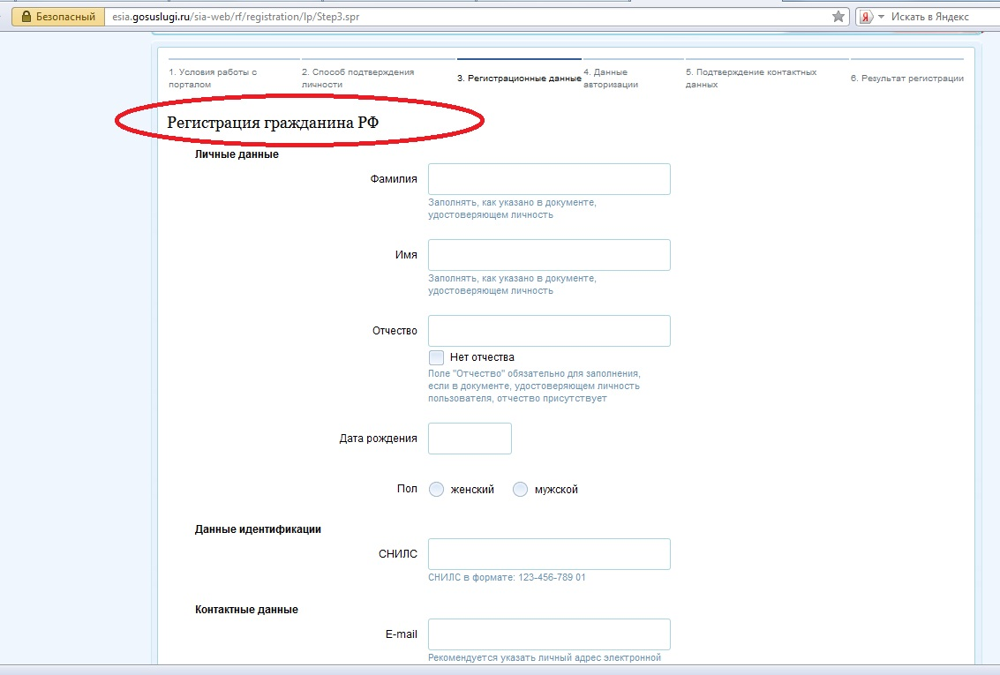 Безопасный
esia.gosuslugi.ru/sia-web/rf/registration/lp/Step3.spr
Я
Искать в Яндекс
1. Условия работы с
порталом
2. Способ подтверждения
личности
3. Регистрационные данные
4. Данные
авторизации
5. Подтверждение контактных
данных
6. Результат регистрации
Регистрация гражданина РФ
Личные данные
Фамилия
Заполнять, как указано в документе,
удостоверяющем личность
Имя
Заполнять, как указано в документе,
удостоверяющем личность
Отчество
Нет отчества
Поле "Отчество" обязательно для заполнения,
если в документе, удостоверяющем личность
пользователя, отчество присутствует
Дата рождения
Пол
женский
мужской
Данные идентификации
СНИЛС
СНИЛС в формате: 123-456-789 01
Контактные данные
E-mail
Рекомендуется указать личный адрес электронной